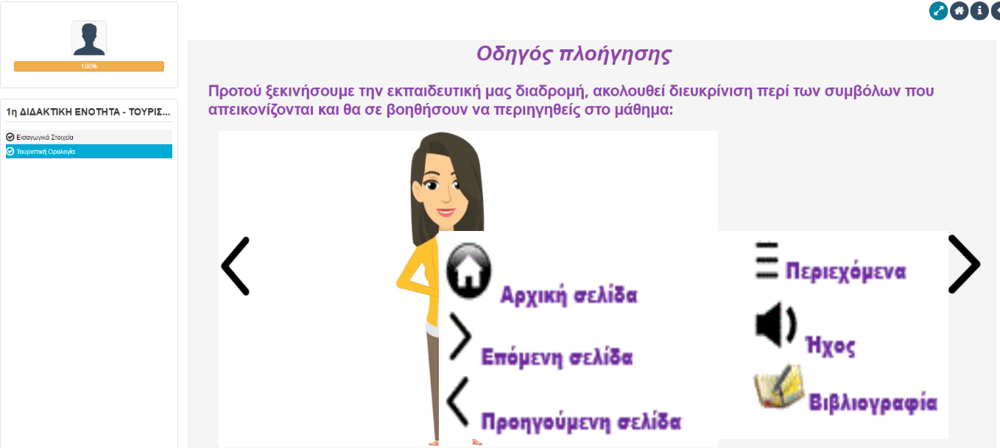 100%
1η ΔΙΔΑΚΤΙΚΗ ΕΝΟΤΗΤΑ - ΤΟΥΡΙΣ...
Εισαγωγικά Στοιχεία
Τουριστική Ορολογία
Οδηγός πλοήγησης
Προτού ξεκινήσουμε την εκπαιδευτική μας διαδρομή, ακολουθεί διευκρίνιση περί των συμβόλων που
απεικονίζονται και θα σε βοηθήσουν να περιηγηθείς στο μάθημα:
Αρχική σελίδα
Επόμενη σελίδα
Προηγούμενη σελίδα
Περιεχόμενα
Ήχος
Βιβλιογραφία